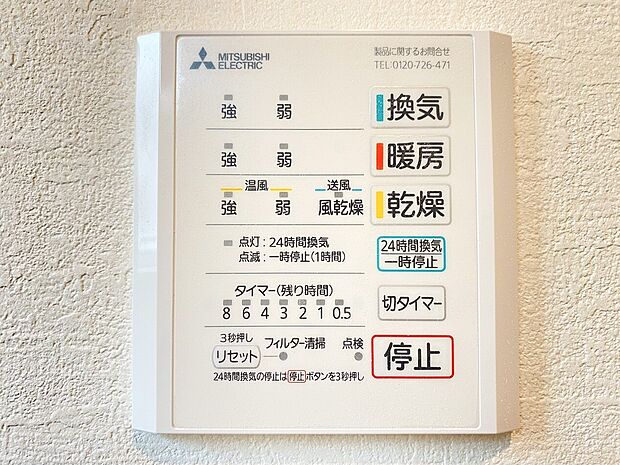 MITSUBISHI
ELECTRIC
製品に関するお問合せ
TEL:0120-726-471
強 弱 換気
強 弱 暖房
温風 送風
強 弱 風乾燥 乾燥
点灯:24時間換気
点滅:一時停止(1時間)
24時間換気
一時停止
タイマー(残り時間)
8 6 4 3 2 1 0.5
切タイマー
3秒押し
リセット フィルター清掃 点検
停止
24時間換気の停止は停止ボタンを3秒押し